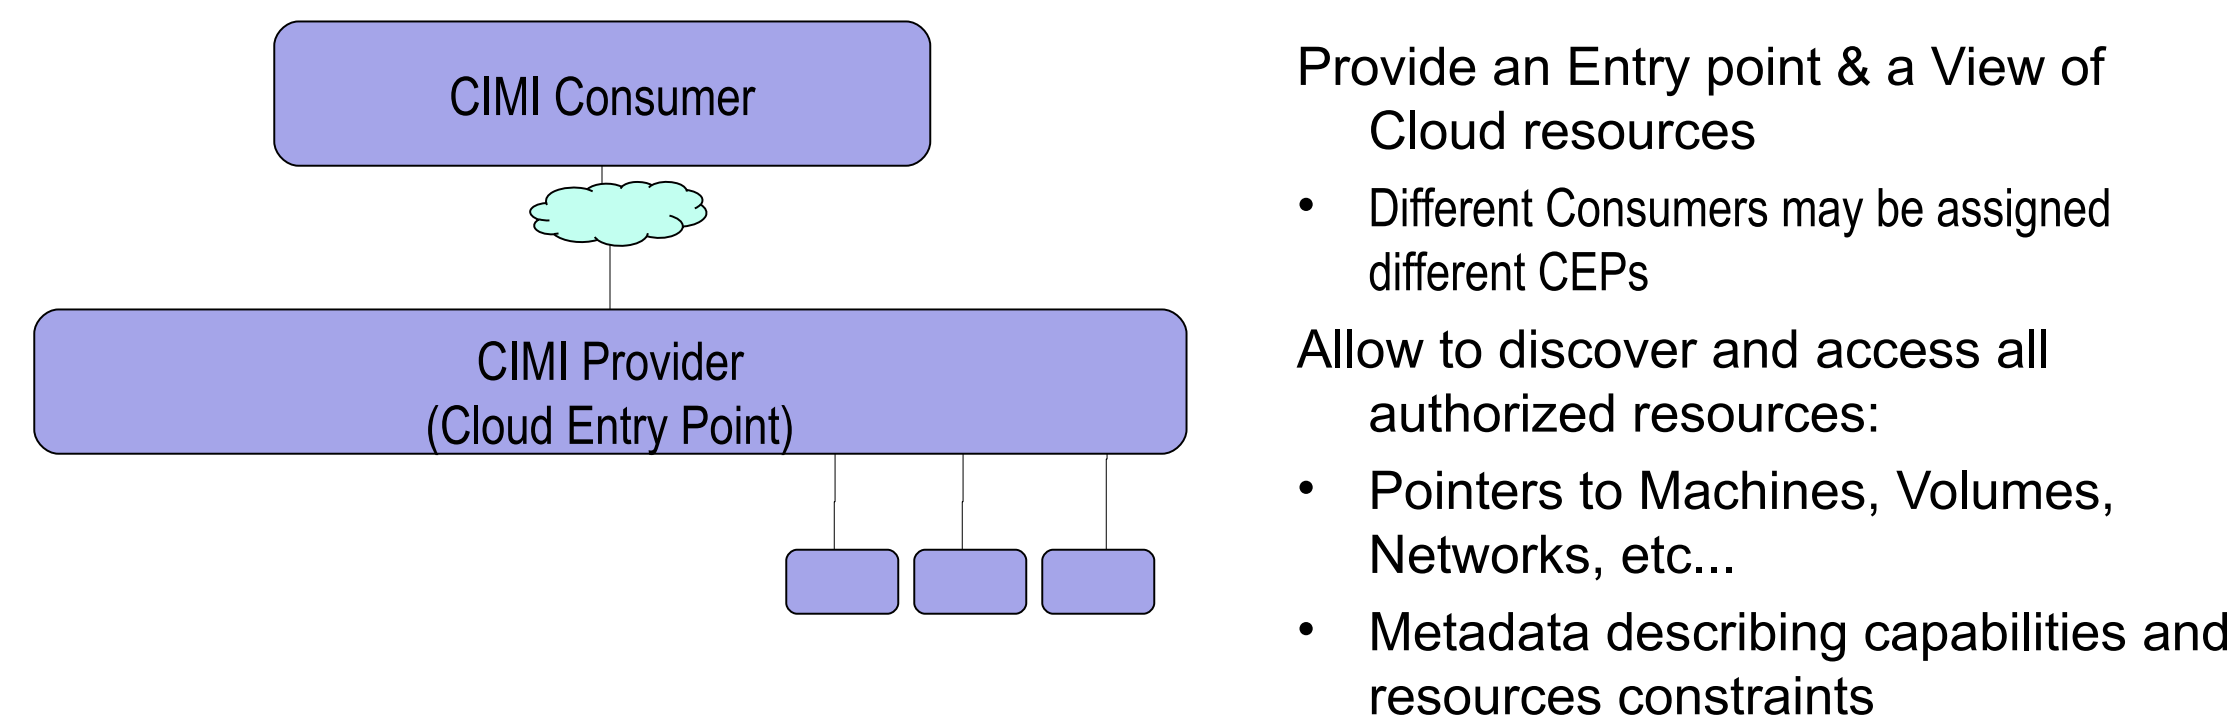 CIMI Consumer
CIMI Provider
(Cloud Entry Point)
Provide an Entry point & a View of
Cloud resources
• Different Consumers may be assigned
different CEPs
Allow to discover and access all
authorized resources:
• Pointers to Machines, Volumes,
Networks, etc...
• Metadata describing capabilities and
resources constraints